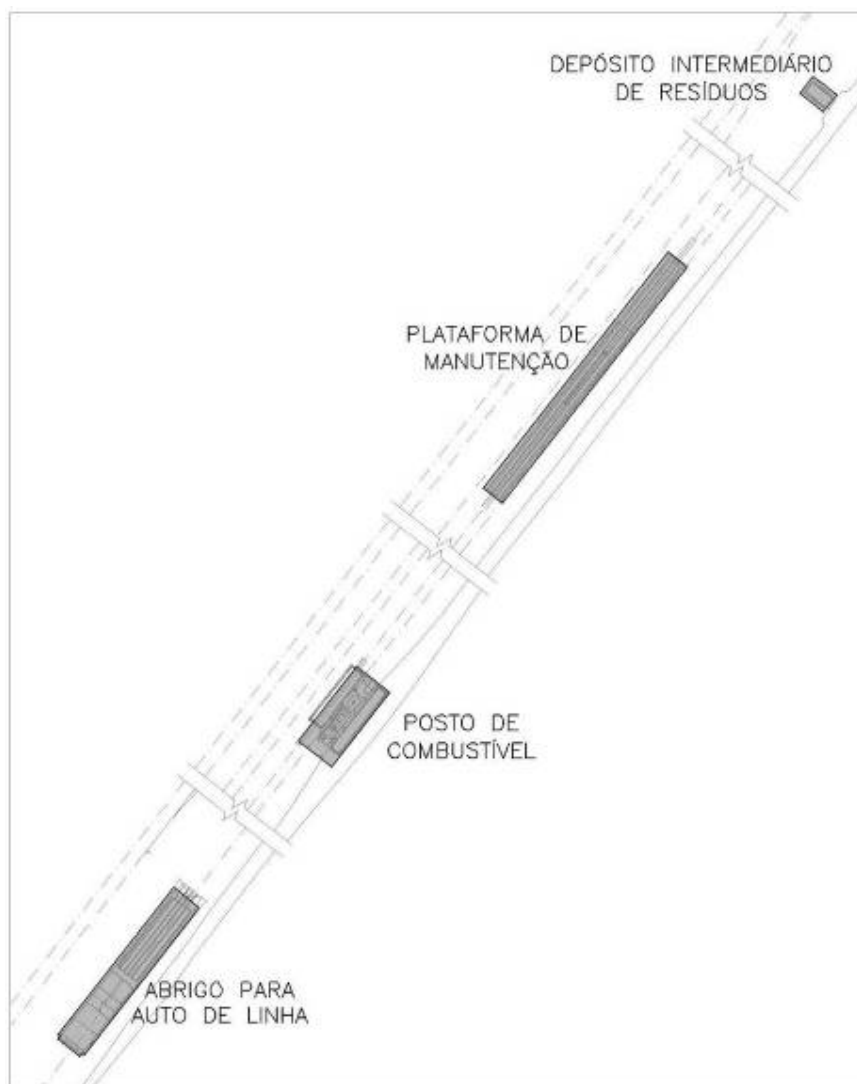 DEPÓSITO INTERMEDIÁRIO
DE RESÍDUOS
PLATAFORMA DE
MANUTENÇÃO
POSTO DE
COMBUSTÍVEL
ABRIGO PARA
AUTO DE LINHA